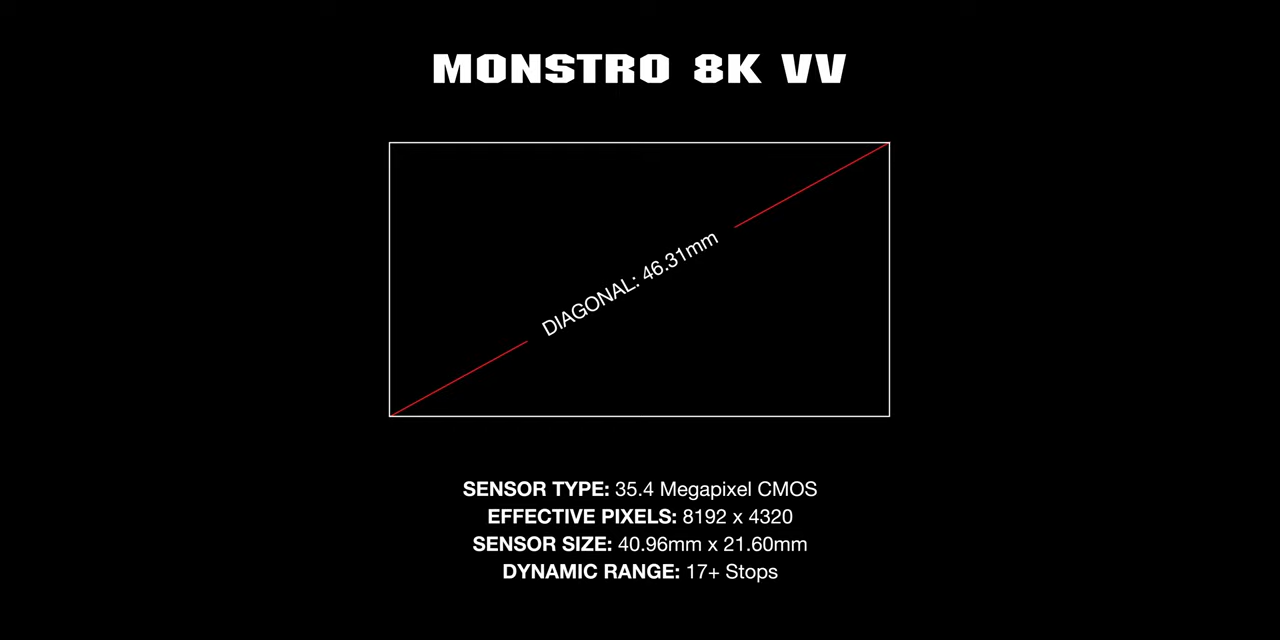 MONSTRO 8K VV
DIAGONAL: 46.31mm
SENSOR TYPE: 35.4 Megapixel CMOS
EFFECTIVE PIXELS: 8192 x 4320
SENSOR SIZE: 40.96mm x 21.60mm
DYNAMIC RANGE: 17+ Stops